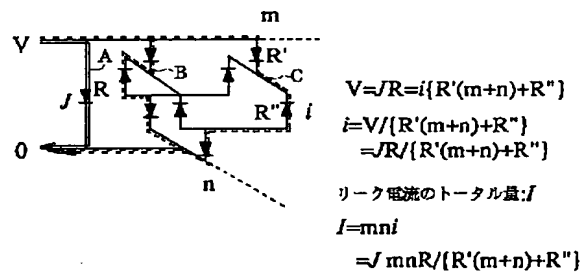 m
V
A
B
R'
C
J
R
R"
i
0
n
V=JR=i{R'(m+n)+R"}
i=V/{R'(m+n)+R"}
=JR/{R'(m+n)+R"}
リーク電流のトータル量:I
I=mni
=J mnR/{R'(m+n)+R"}